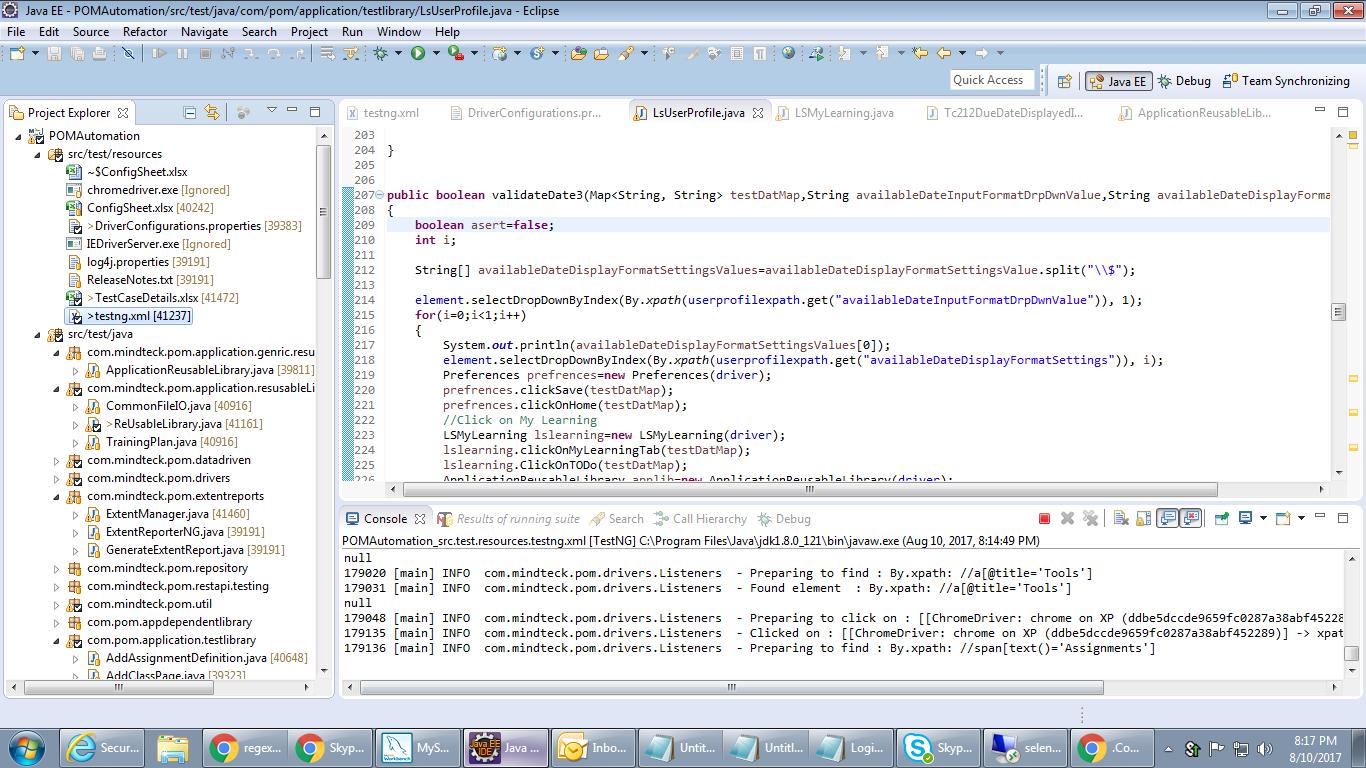 Java EE - POMAutomation/src/test/java/com/pom/application/testlibrary/LsUserProfile.java - Eclipse
File Edit Source Refactor Navigate Search Project Run Window Help
Quick Access
Java EE
Debug
Team Synchronizing
Project Explorer
POMAutomation
src/test/resources
~$ConfigSheet.xlsx
chromedriver.exe [Ignored]
ConfigSheet.xlsx [40242]
>DriverConfigurations.properties [39383]
IEDriverServer.exe [Ignored]
log4j.properties [39191]
ReleaseNotes.txt [39191]
>TestCaseDetails.xlsx [41472]
>testng.xml [41237]
src/test/java
com.mindteck.pom.application.genric.resu
ApplicationReusableLibrary.java [39811]
com.mindteck.pom.application.resusableLi
CommonFileIO.java [40916]
>ReUsableLibrary.java [41161]
TrainingPlan.java [40916]
com.mindteck.pom.datadriven
com.mindteck.pom.drivers
com.mindteck.pom.extentreports
ExtentManager.java [41460]
ExtentReporterNG.java [39191]
GenerateExtentReport.java [39191]
com.mindteck.pom.repository
com.mindteck.pom.restapi.testing
com.mindteck.pom.util
com.pom.appdependentlibrary
com.pom.application.testlibrary
AddAssignmentDefinition.java [40648]
AddClassPage.java [39323]
testng.xml
DriverConfigurations.pr...
LsUserProfile.java
LSMyLearning.java
Tc212DueDateDisplayedI...
ApplicationReusableLib...
203
204 }
205
206
207 public boolean validateDate3(Map<String, String> testDatMap,String availableDateInputFormatDrpDwnValue,String availableDateDisplayForma
208 {
209 boolean asert=false;
210 int i;
211
212 String[] availableDateDisplayFormatSettingsValues=availableDateDisplayFormatSettingsValue.split("\\$");
213
214 element.selectDropDownByIndex(By.xpath(userprofilexpath.get("availableDateInputFormatDrpDwnValue")), 1);
215 for(i=0;i<1;i++)
216 {
217 System.out.println(availableDateDisplayFormatSettingsValues[0]);
218 element.selectDropDownByIndex(By.xpath(userprofilexpath.get("availableDateDisplayFormatSettings")), i);
219 Preferences prefrences=new Preferences(driver);
220 prefrences.clickSave(testDatMap);
221 prefrences.clickOnHome(testDatMap);
222 //Click on My Learning
223 LSMyLearning lslearning=new LSMyLearning(driver);
224 lslearning.clickOnMyLearningTab(testDatMap);
225 lslearning.ClickOnTODo(testDatMap);
226 ApplicationReusableLibrary applib=new ApplicationReusableLibrary(driver);
Console
Results of running suite
Search
Call Hierarchy
Debug
POMAutomation_src.test.resources.testng.xml [TestNG] C:\Program Files\Java\jdk1.8.0_121\bin\javaw.exe (Aug 10, 2017, 8:14:49 PM)
null
179020 [main] INFO com.mindteck.pom.drivers.Listeners - Preparing to find : By.xpath: //a[@title='Tools']
179031 [main] INFO com.mindteck.pom.drivers.Listeners - Found element : By.xpath: //a[@title='Tools']
null
179048 [main] INFO com.mindteck.pom.drivers.Listeners - Preparing to click on : [[ChromeDriver: chrome on XP (ddbe5dccde9659fc0287a38abf45228
179135 [main] INFO com.mindteck.pom.drivers.Listeners - Clicked on : [[ChromeDriver: chrome on XP (ddbe5dccde9659fc0287a38abf452289)] -> xpat
179136 [main] INFO com.mindteck.pom.drivers.Listeners - Preparing to find : By.xpath: //span[text()='Assignments']
Secur...
regex...
Skyp...
MyS...
Java ...
Inbo...
Untit...
Untitl...
Logi...
Skyp...
selen...
.Co...
8:17 PM
8/10/2017